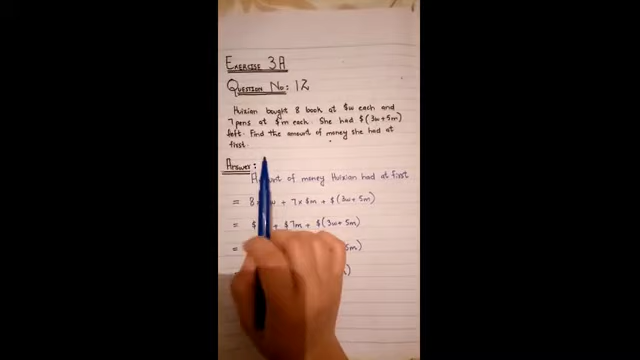 EXERCISE 3A
QUESTION No: 12
Huixian bought 8 book at $w each and
7 pens at $m each. She had $(3w+5m)
left. Find the amount of money she had at
first.
Answer:
of money Huixian had at first
= 8 w + 7 x $m + $(3w+5m)
= $ + $7m + $(3w+5m)
= 5m)
)